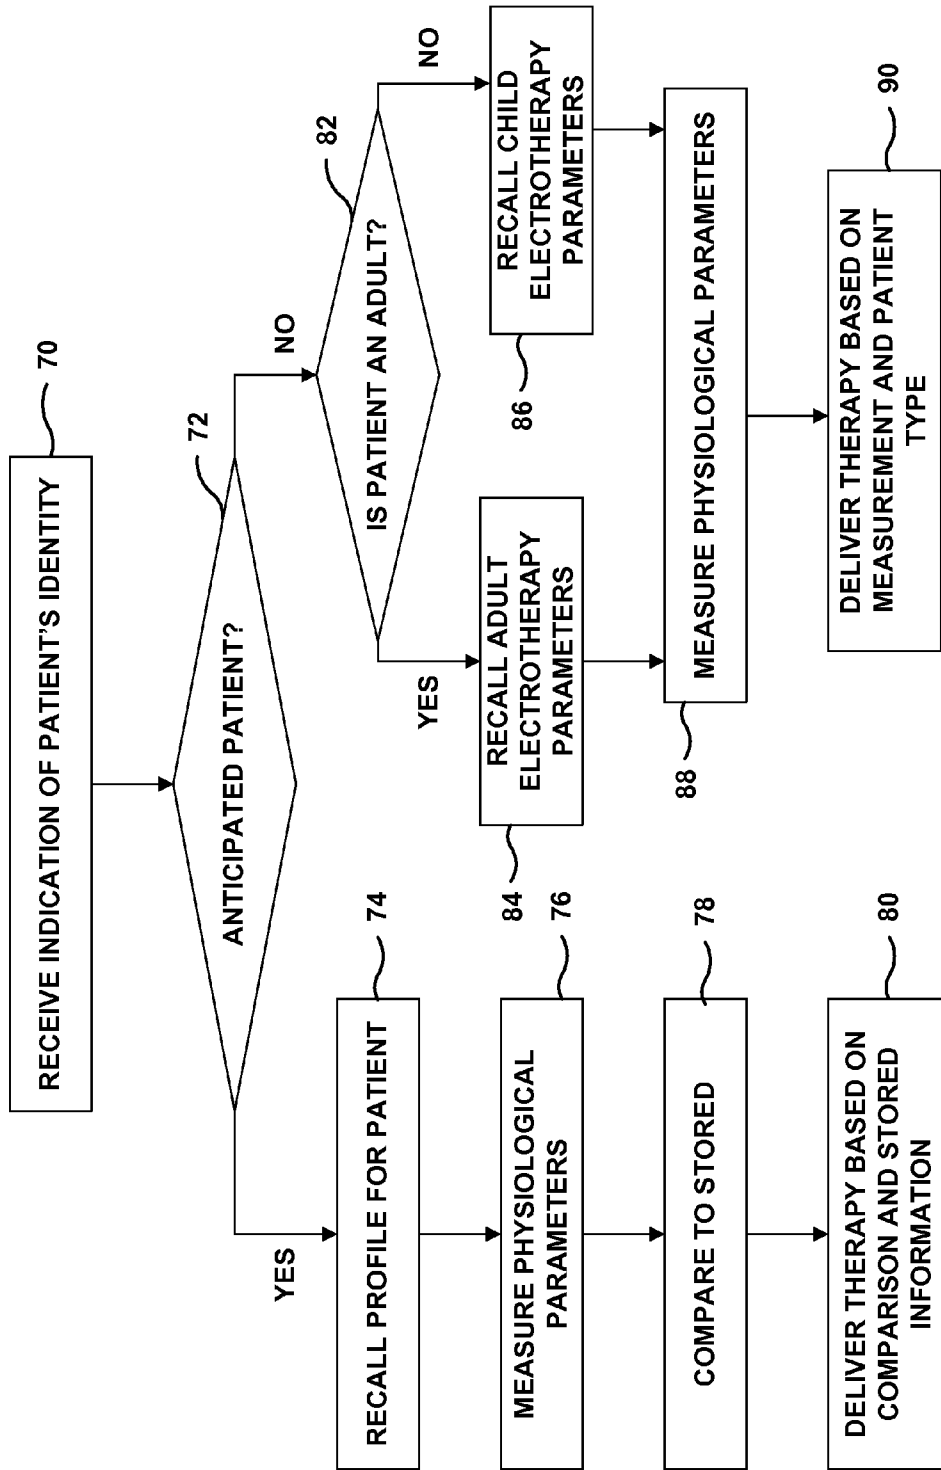 RECEIVE INDICATION OF PATIENT'S IDENTITY
70
ANTICIPATED PATIENT?
72
YES
NO
RECALL PROFILE FOR PATIENT
74
MEASURE PHYSIOLOGICAL
PARAMETERS
76
COMPARE TO STORED
78
DELIVER THERAPY BASED ON
COMPARISON AND STORED
INFORMATION
80
IS PATIENT AN ADULT?
82
YES
NO
RECALL ADULT
ELECTROTHERAPY
PARAMETERS
84
RECALL CHILD
ELECTROTHERAPY
PARAMETERS
86
MEASURE PHYSIOLOGICAL PARAMETERS
88
DELIVER THERAPY BASED ON
MEASUREMENT AND PATIENT
TYPE
90